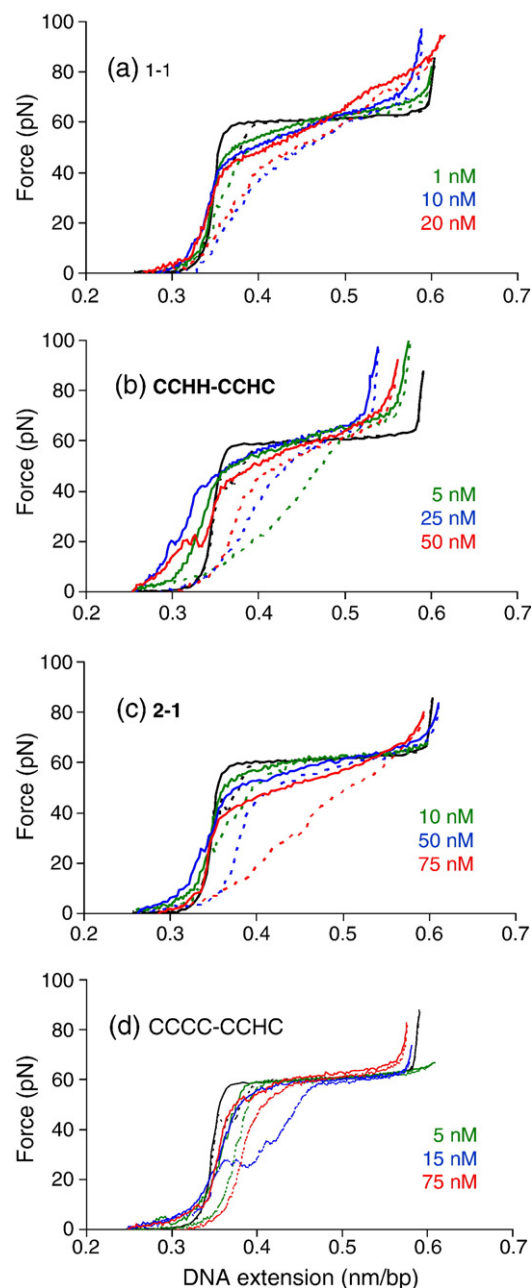 100
(a) 1-1
80
60
Force (pN)
40
1 nM
10 nM
20
20 nM
0
0.2 0.3 0.4 0.5 0.6 0.7
100
(b) CCHH-CCHC
80
60
Force (pN)
40
5 nM
25 nM
20
50 nM
0
0.2 0.3 0.4 0.5 0.6 0.7
100
(c) 2-1
80
60
Force (pN)
40
10 nM
50 nM
20
75 nM
0
0.2 0.3 0.4 0.5 0.6 0.7
100
(d) CCCC-CCHC
80
60
Force (pN)
40
5 nM
15 nM
20
75 nM
0
0.2 0.3 0.4 0.5 0.6 0.7
DNA extension (nm/bp)